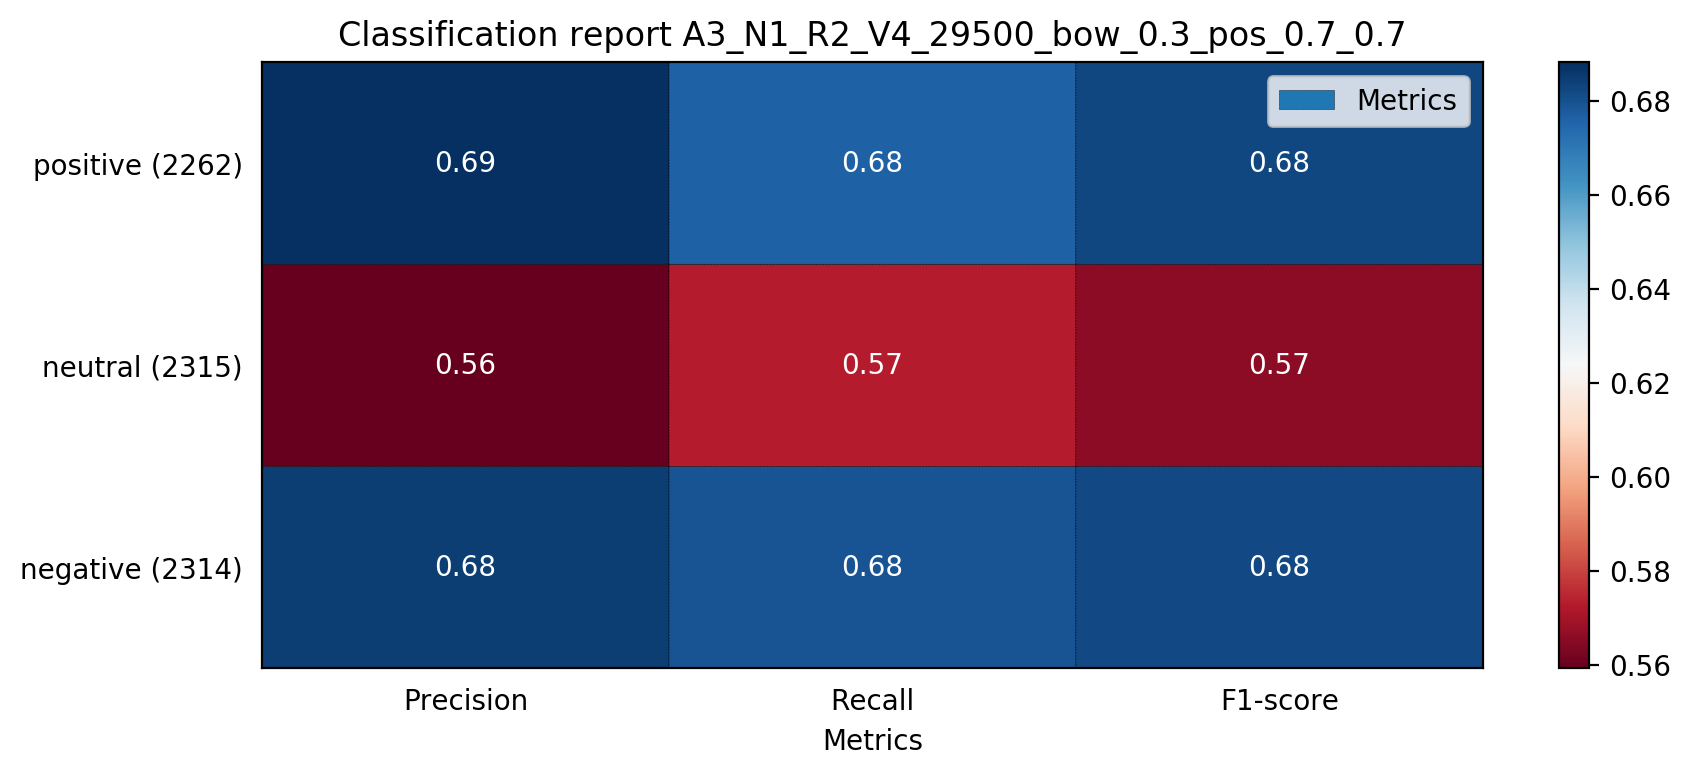 Classification report A3_N1_R2_V4_29500_bow_0.3_pos_0.7_0.7
Metrics
positive (2262) 0.69 0.68 0.68
neutral (2315) 0.56 0.57 0.57
negative (2314) 0.68 0.68 0.68
Precision Recall F1-score
Metrics
0.68
0.66
0.64
0.62
0.60
0.58
0.56